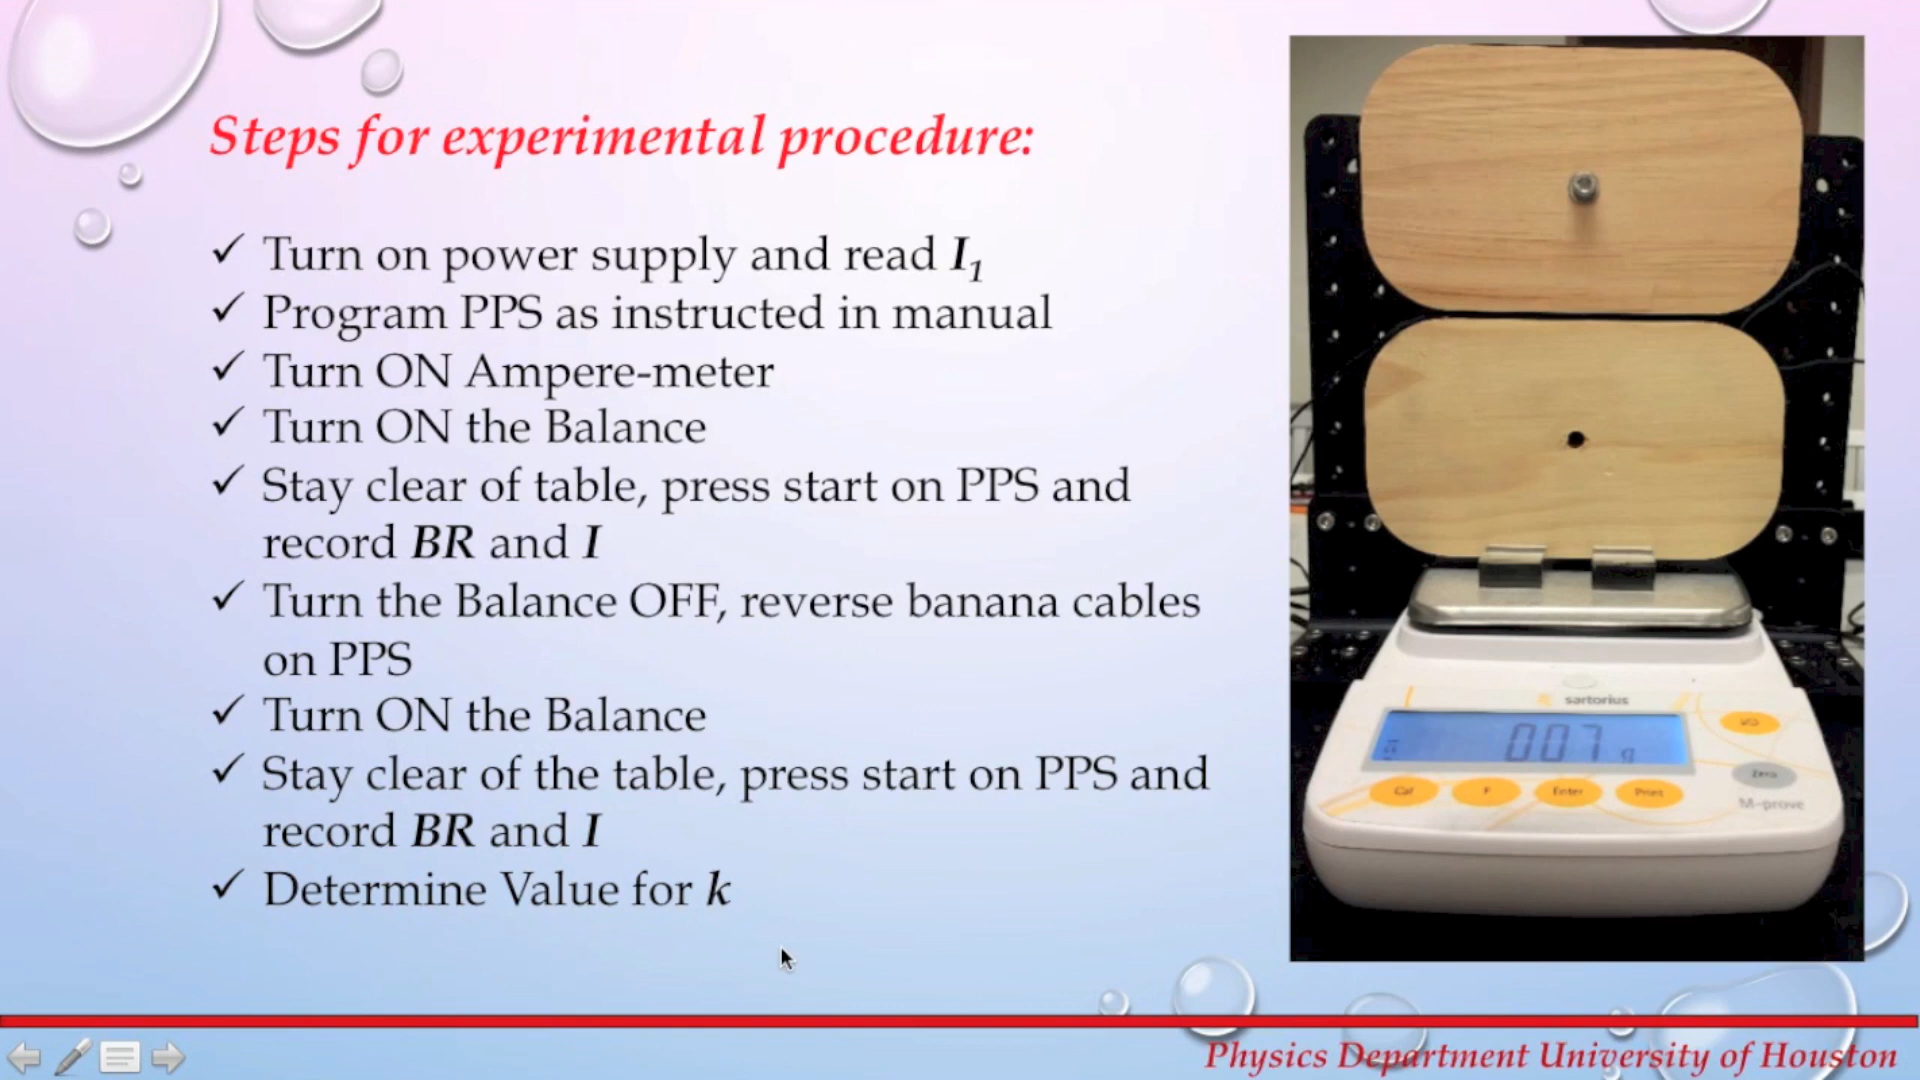 Steps for experimental procedure:
✓ Turn on power supply and read I₁
✓ Program PPS as instructed in manual
✓ Turn ON Ampere-meter
✓ Turn ON the Balance
✓ Stay clear of table, press start on PPS and
record BR and I
✓ Turn the Balance OFF, reverse banana cables
on PPS
✓ Turn ON the Balance
✓ Stay clear of the table, press start on PPS and
record BR and I
✓ Determine Value for k
sartorius
I/O
007 g
Zero
Cal F Enter Print
M-prove
Physics Department University of Houston